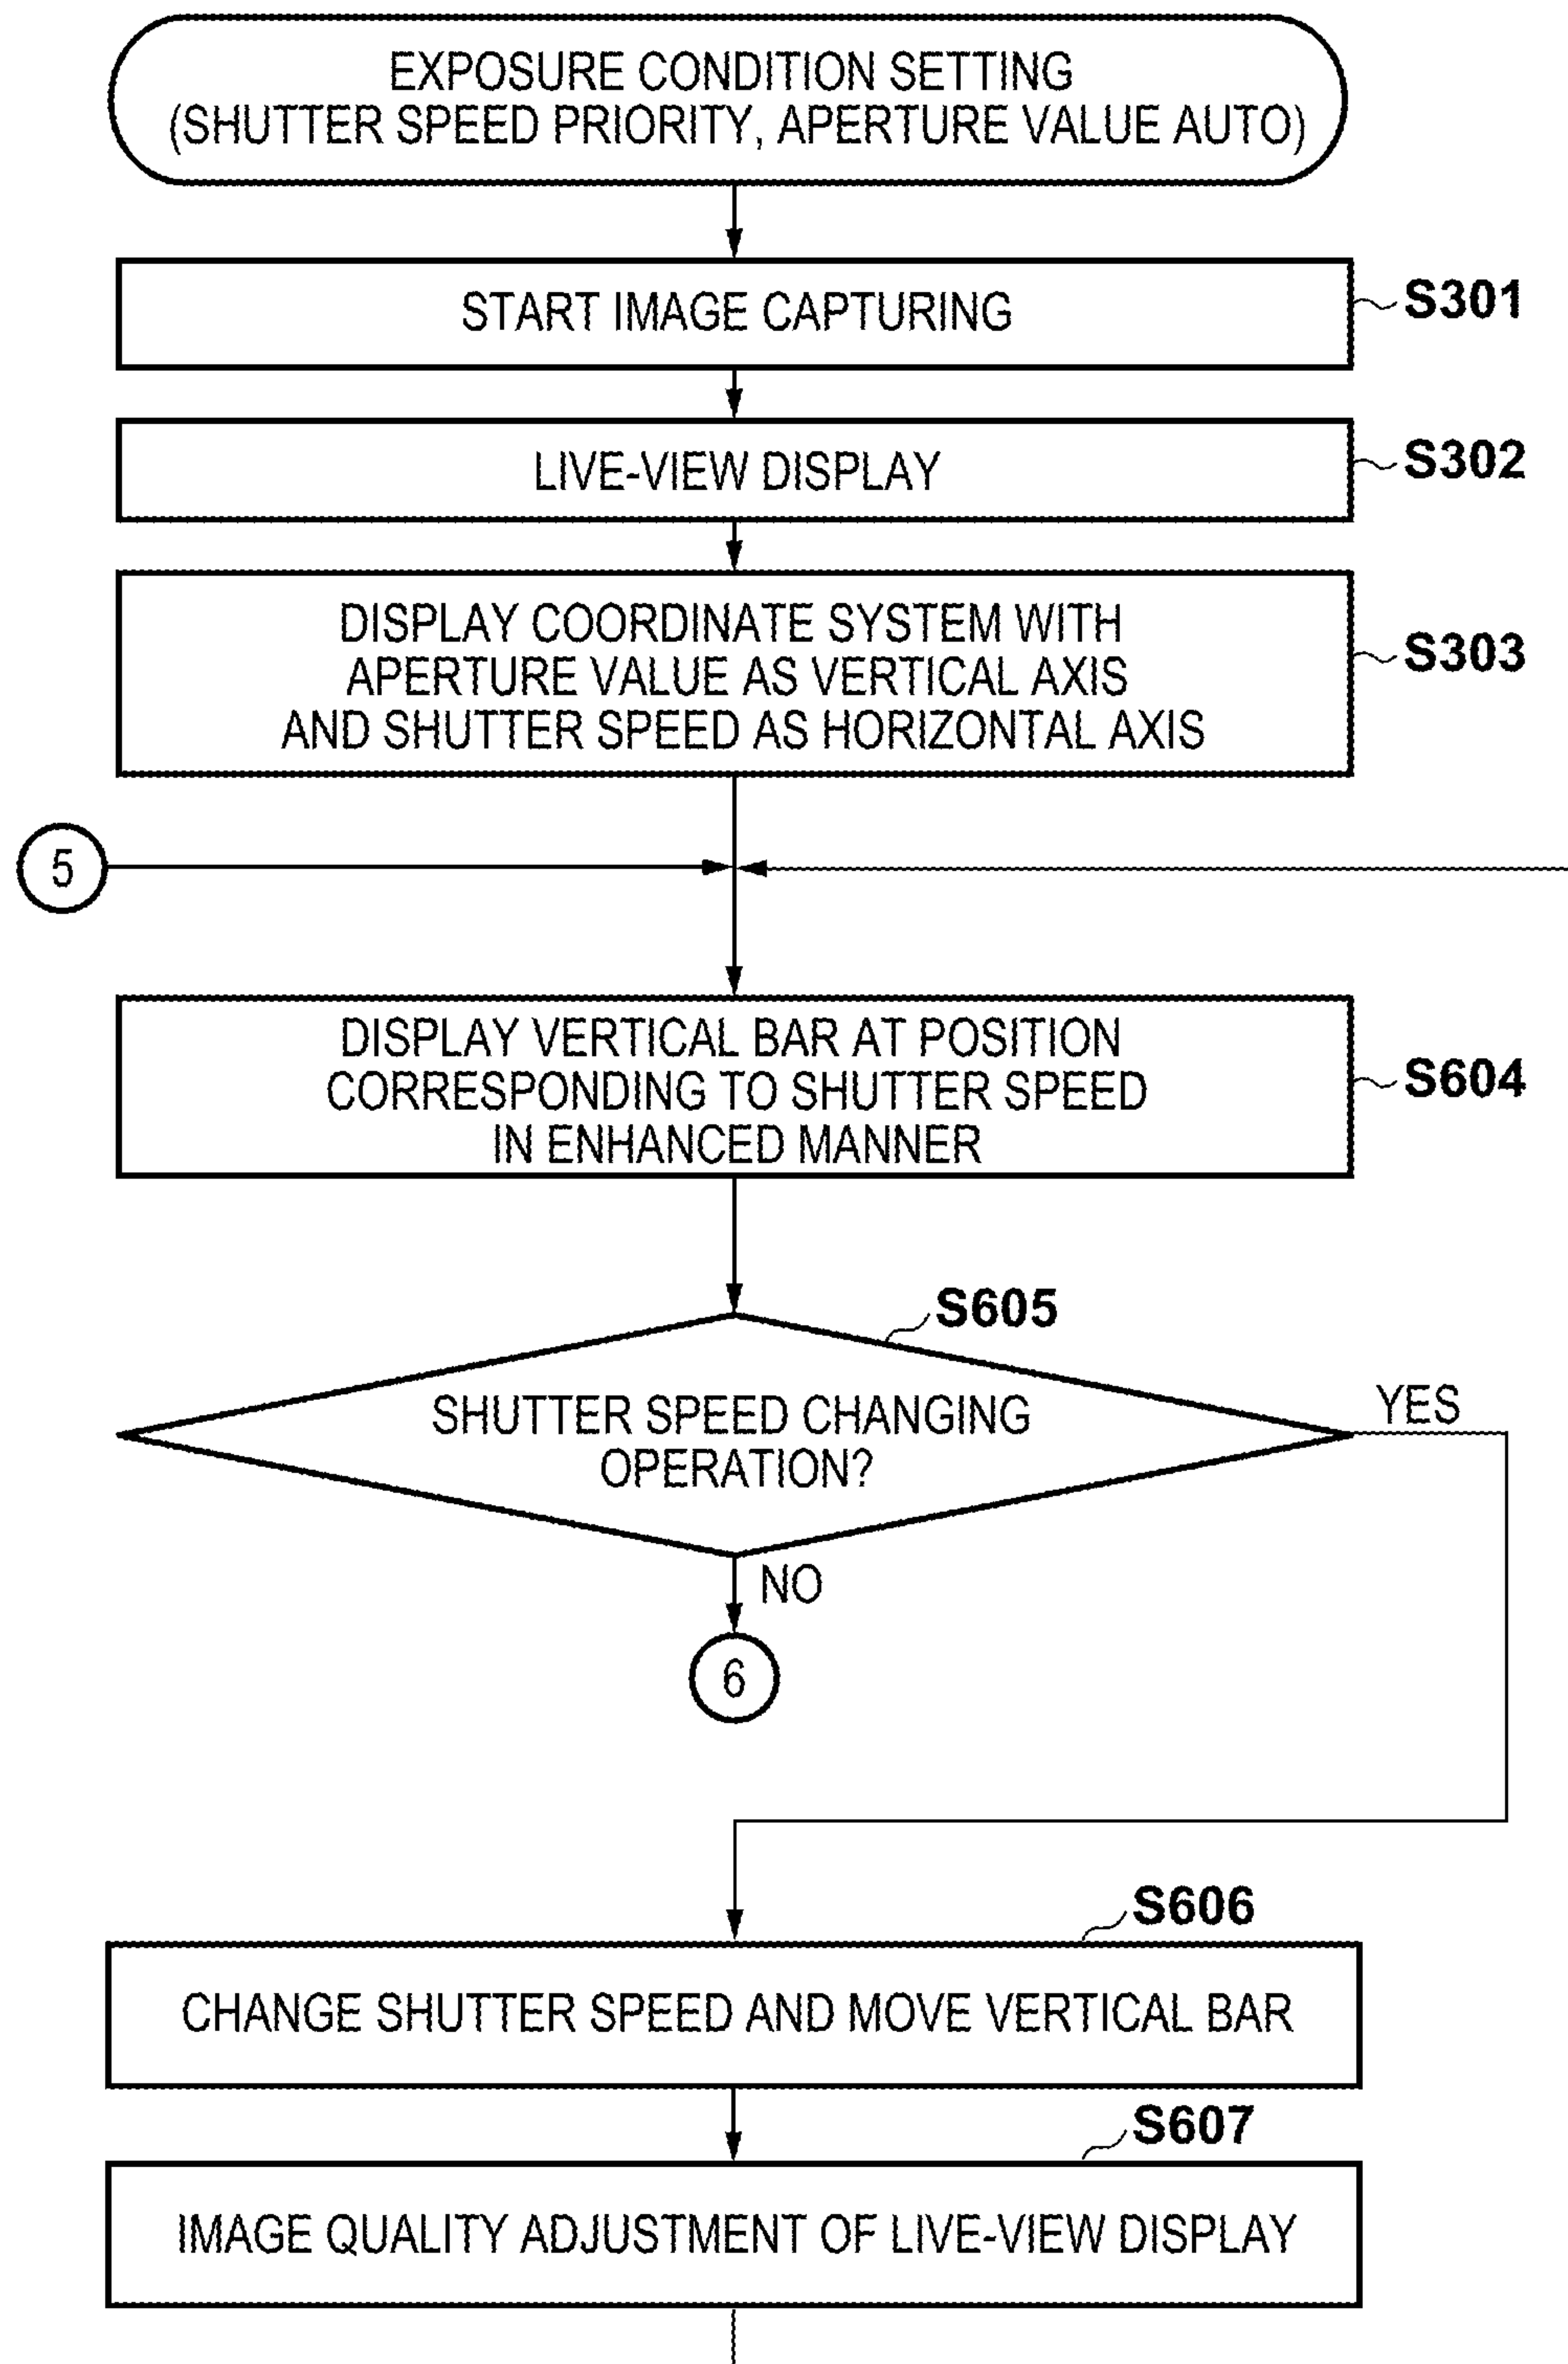 EXPOSURE CONDITION SETTING
(SHUTTER SPEED PRIORITY, APERTURE VALUE AUTO)
START IMAGE CAPTURING
S301
LIVE-VIEW DISPLAY
S302
DISPLAY COORDINATE SYSTEM WITH
APERTURE VALUE AS VERTICAL AXIS
AND SHUTTER SPEED AS HORIZONTAL AXIS
S303
5
DISPLAY VERTICAL BAR AT POSITION
CORRESPONDING TO SHUTTER SPEED
IN ENHANCED MANNER
S604
S605
SHUTTER SPEED CHANGING
OPERATION?
YES
NO
6
S606
CHANGE SHUTTER SPEED AND MOVE VERTICAL BAR
S607
IMAGE QUALITY ADJUSTMENT OF LIVE-VIEW DISPLAY